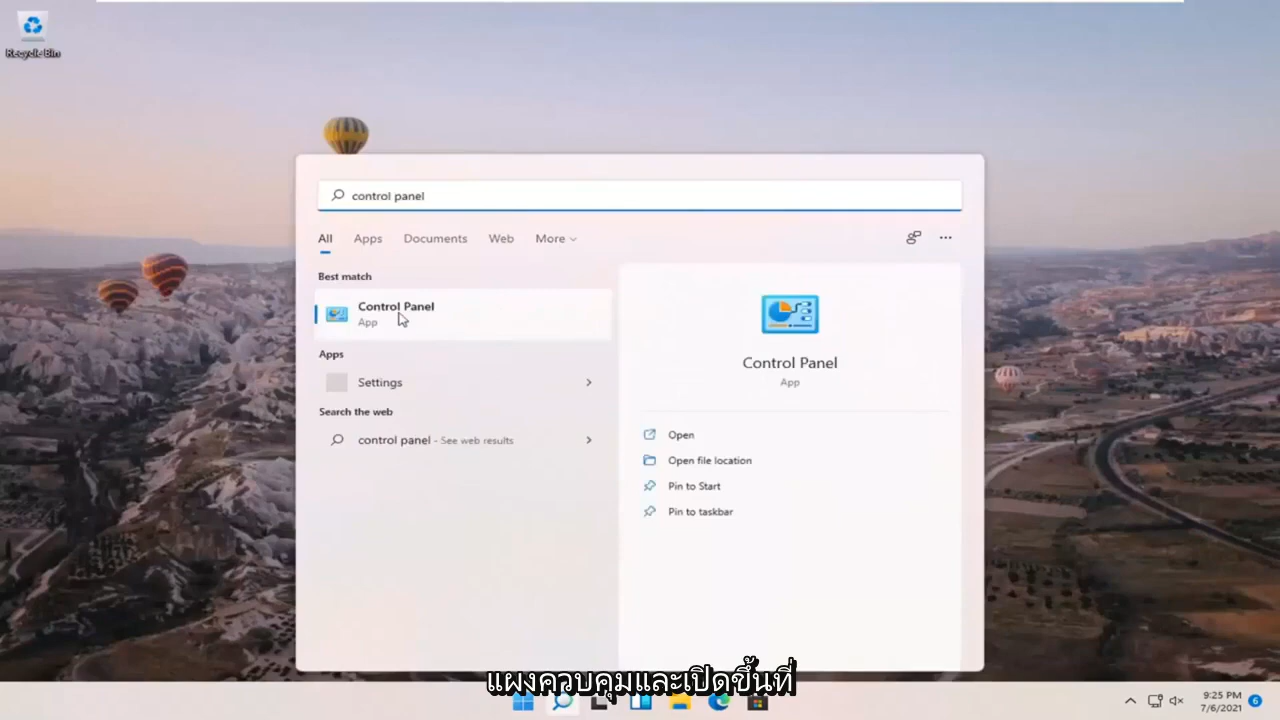 Recycle Bin
control panel
All Apps Documents Web More
Best match
Control Panel
App
Apps
Settings
Search the web
control panel - See web results
Control Panel
App
Open
Open file location
Pin to Start
Pin to taskbar
แผงควบคุมและเปิดขึ้นที่
9:25 PM
7/6/2021
6